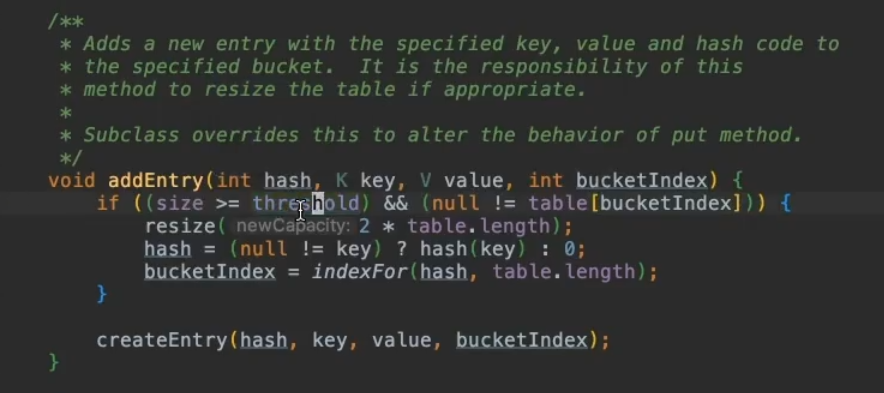 /**
 * Adds a new entry with the specified key, value and hash code to
 * the specified bucket.  It is the responsibility of this
 * method to resize the table if appropriate.
 *
 * Subclass overrides this to alter the behavior of put method.
 */
void addEntry(int hash, K key, V value, int bucketIndex) {
    if ((size >= threshold) && (null != table[bucketIndex])) {
        resize( newCapacity: 2 * table.length);
        hash = (null != key) ? hash(key) : 0;
        bucketIndex = indexFor(hash, table.length);
    }
    createEntry(hash, key, value, bucketIndex);
}